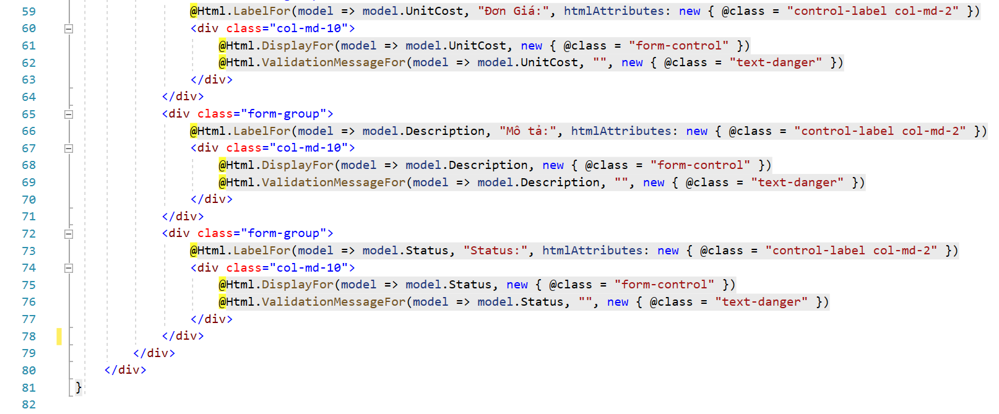 59 @Html.LabelFor(model => model.UnitCost, "Đơn Giá:", htmlAttributes: new { @class = "control-label col-md-2" })
60 <div class="col-md-10">
61 @Html.DisplayFor(model => model.UnitCost, new { @class = "form-control" })
62 @Html.ValidationMessageFor(model => model.UnitCost, "", new { @class = "text-danger" })
63 </div>
64 </div>
65 <div class="form-group">
66 @Html.LabelFor(model => model.Description, "Mô tả:", htmlAttributes: new { @class = "control-label col-md-2" })
67 <div class="col-md-10">
68 @Html.DisplayFor(model => model.Description, new { @class = "form-control" })
69 @Html.ValidationMessageFor(model => model.Description, "", new { @class = "text-danger" })
70 </div>
71 </div>
72 <div class="form-group">
73 @Html.LabelFor(model => model.Status, "Status:", htmlAttributes: new { @class = "control-label col-md-2" })
74 <div class="col-md-10">
75 @Html.DisplayFor(model => model.Status, new { @class = "form-control" })
76 @Html.ValidationMessageFor(model => model.Status, "", new { @class = "text-danger" })
77 </div>
78 </div>
79 </div>
80 </div>
81 }
82